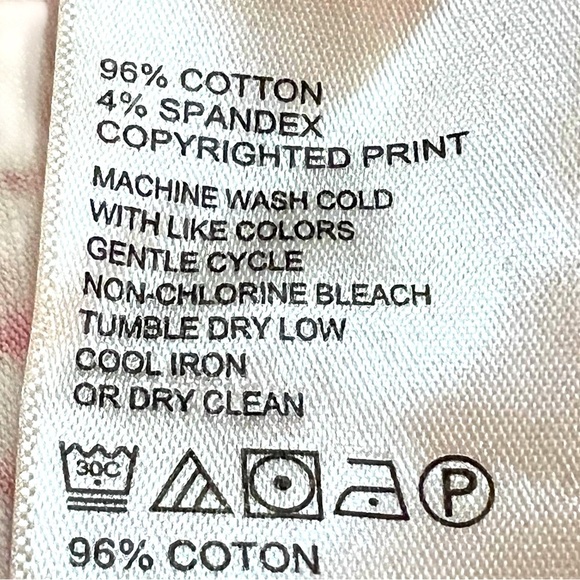 96% COTTON
4% SPANDEX
COPYRIGHTED PRINT
MACHINE WASH COLD
WITH LIKE COLORS
GENTLE CYCLE
NON-CHLORINE BLEACH
TUMBLE DRY LOW
COOL IRON
OR DRY CLEAN
30C P
96% COTON